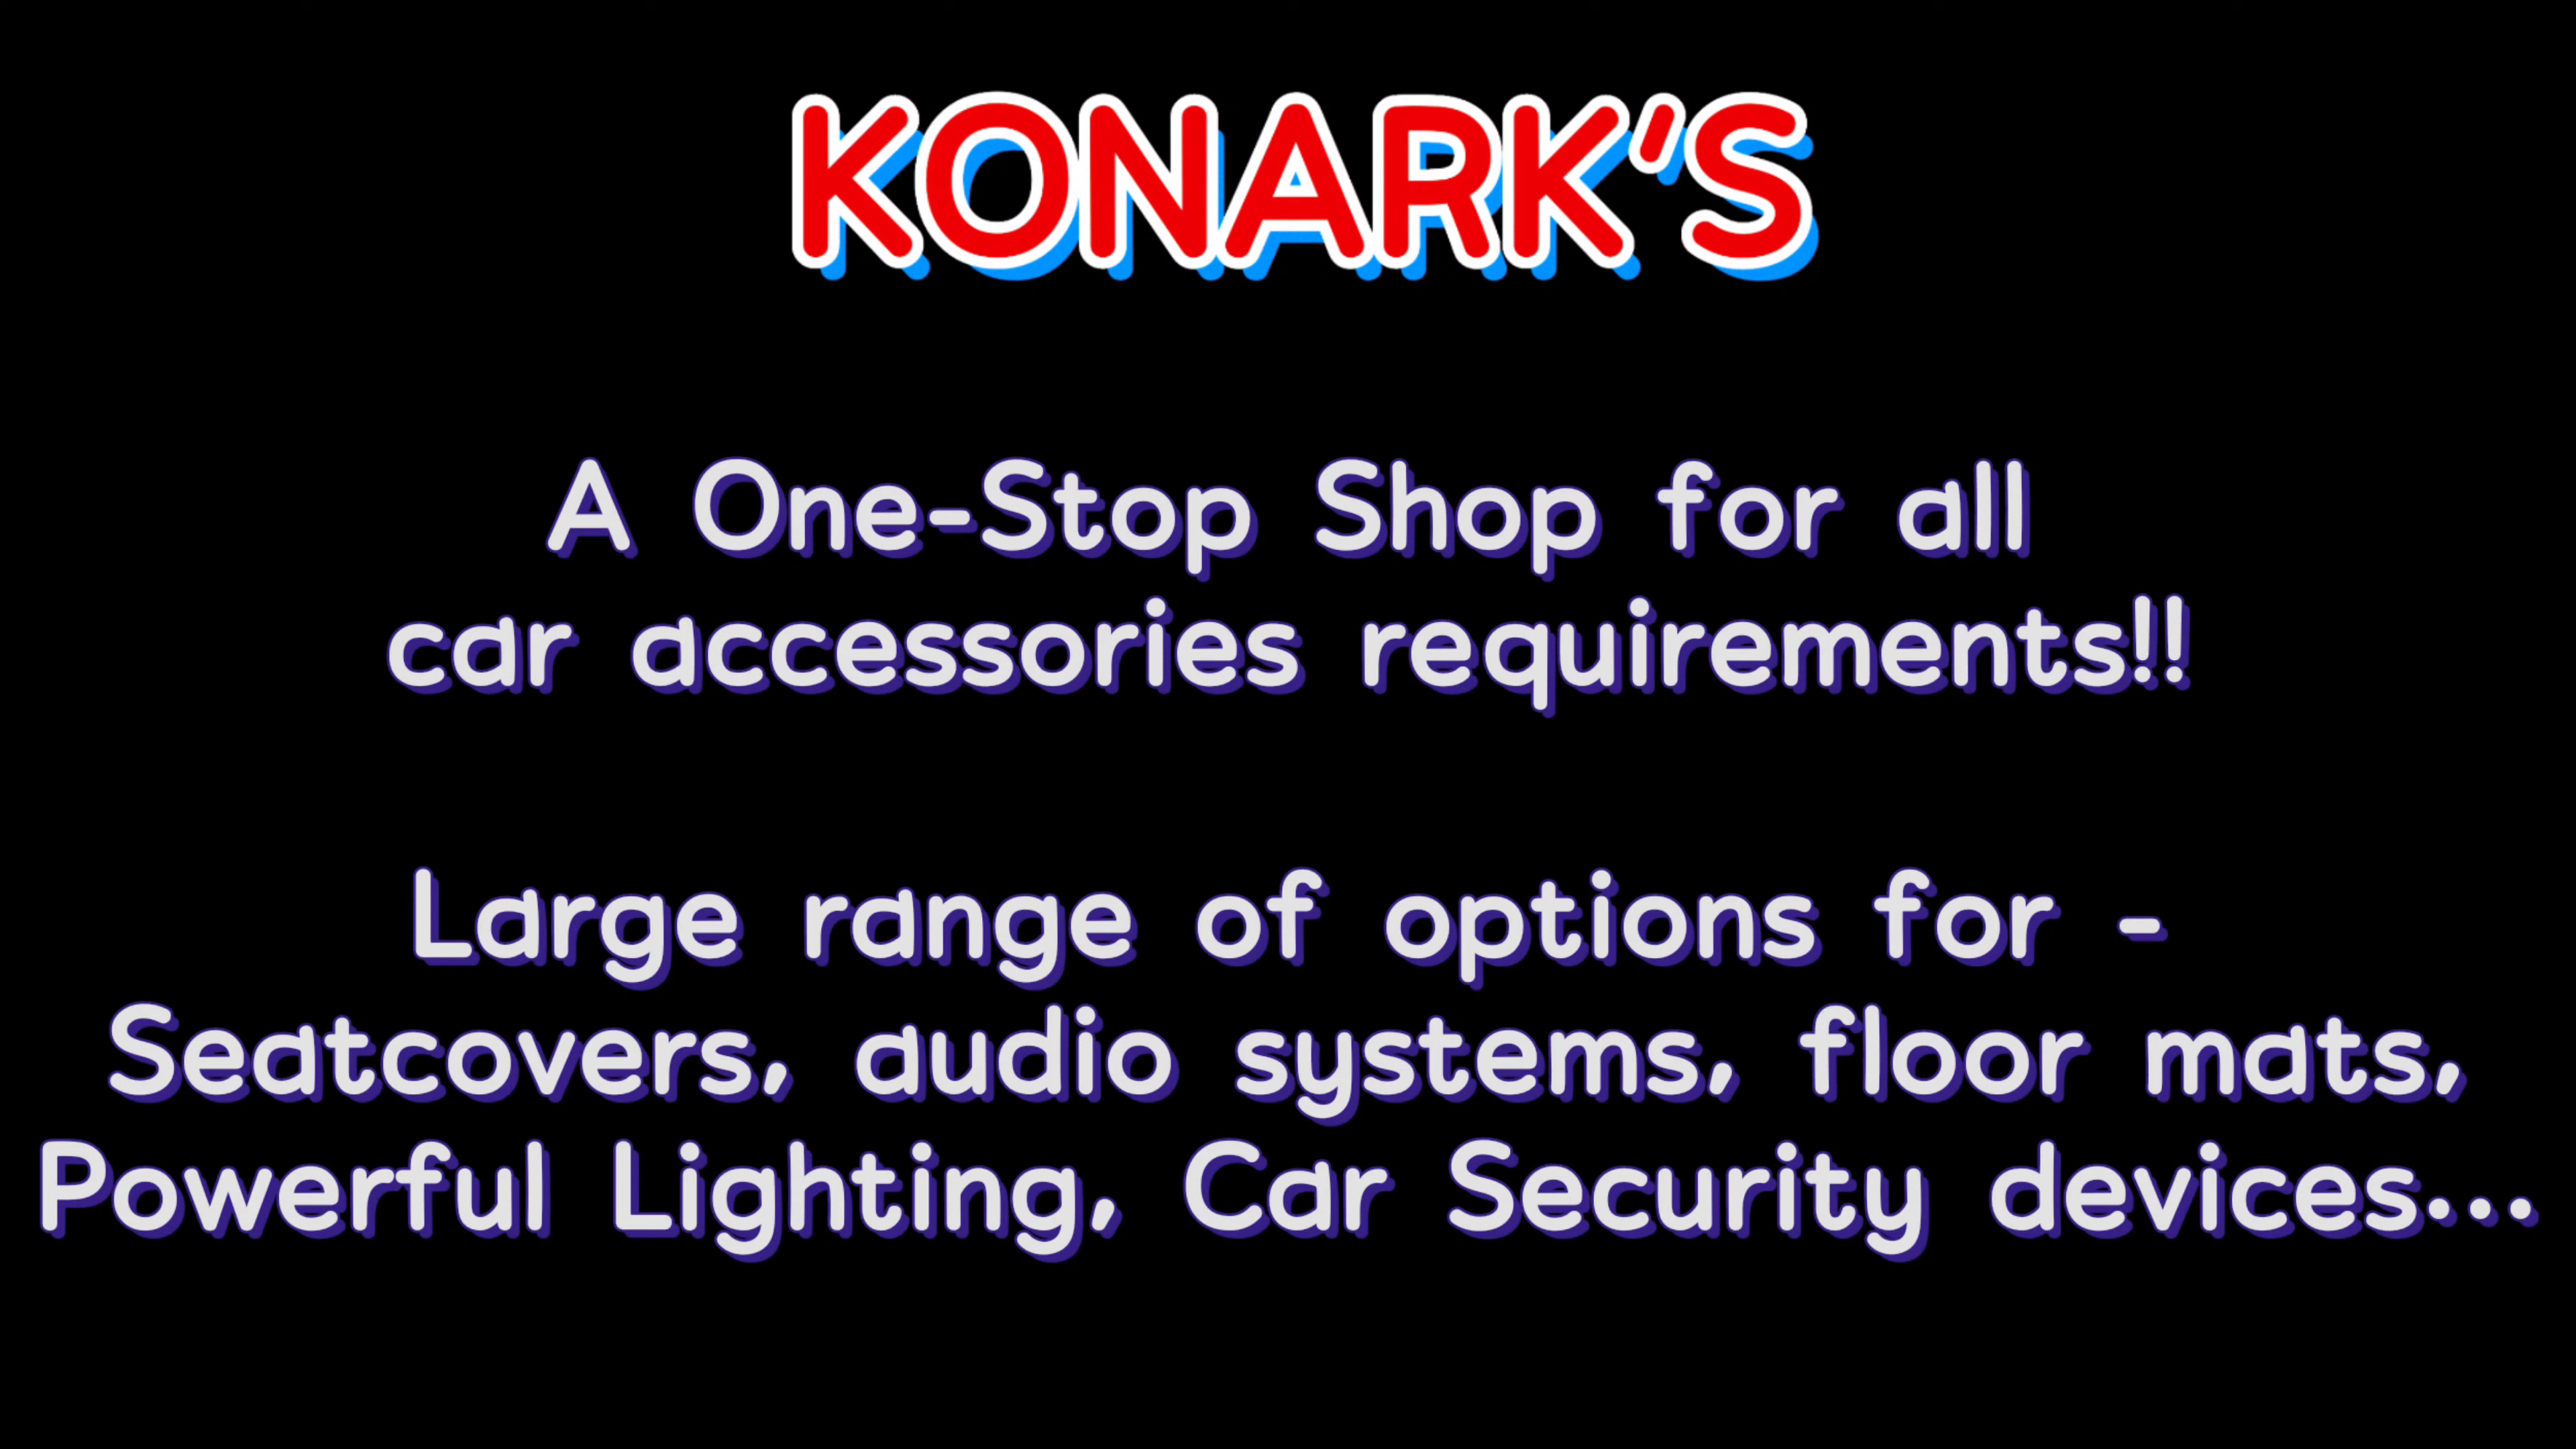 KONARK'S
A One-Stop Shop for all
car accessories requirements!!
Large range of options for -
Seatcovers, audio systems, floor mats,
Powerful Lighting, Car Security devices...